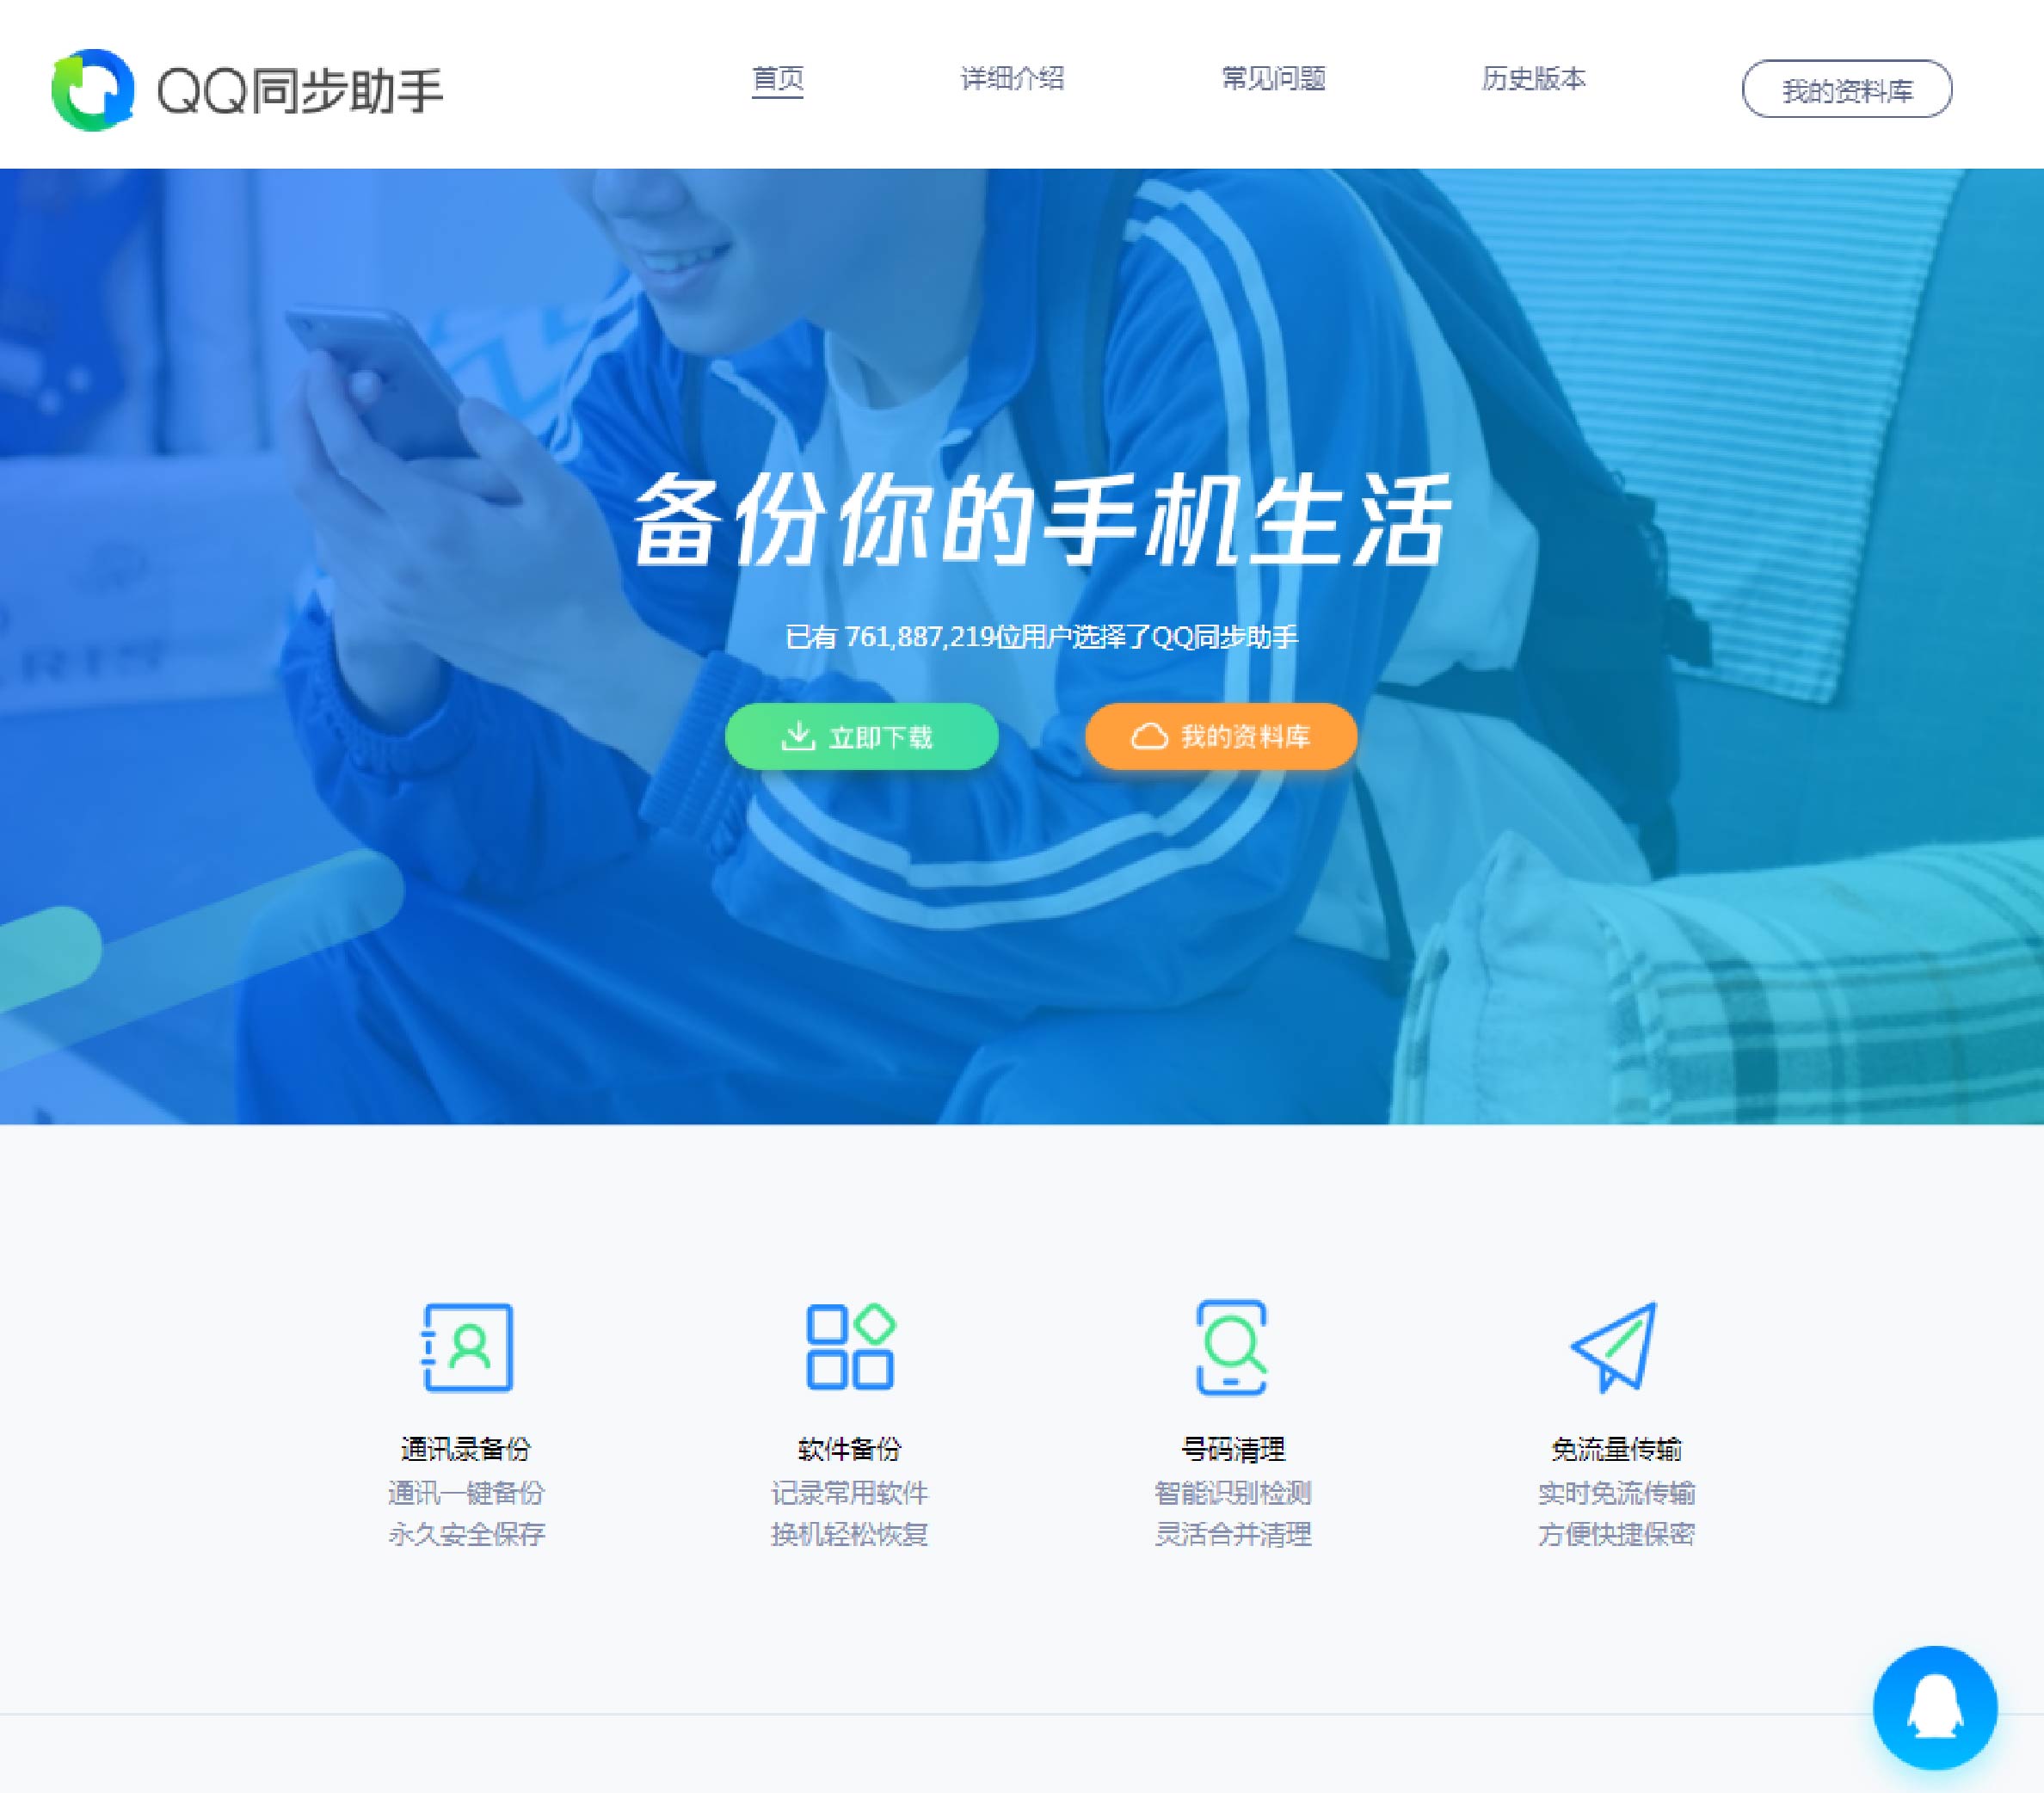 QQ同步助手
首页
详细介绍
常见问题
历史版本
我的资料库
备份你的手机生活
已有 761,887,219位用户选择了QQ同步助手
立即下载
我的资料库
通讯录备份
通讯一键备份
永久安全保存
软件备份
记录常用软件
换机轻松恢复
号码清理
智能识别检测
灵活合并清理
免流量传输
实时免流传输
方便快捷保密